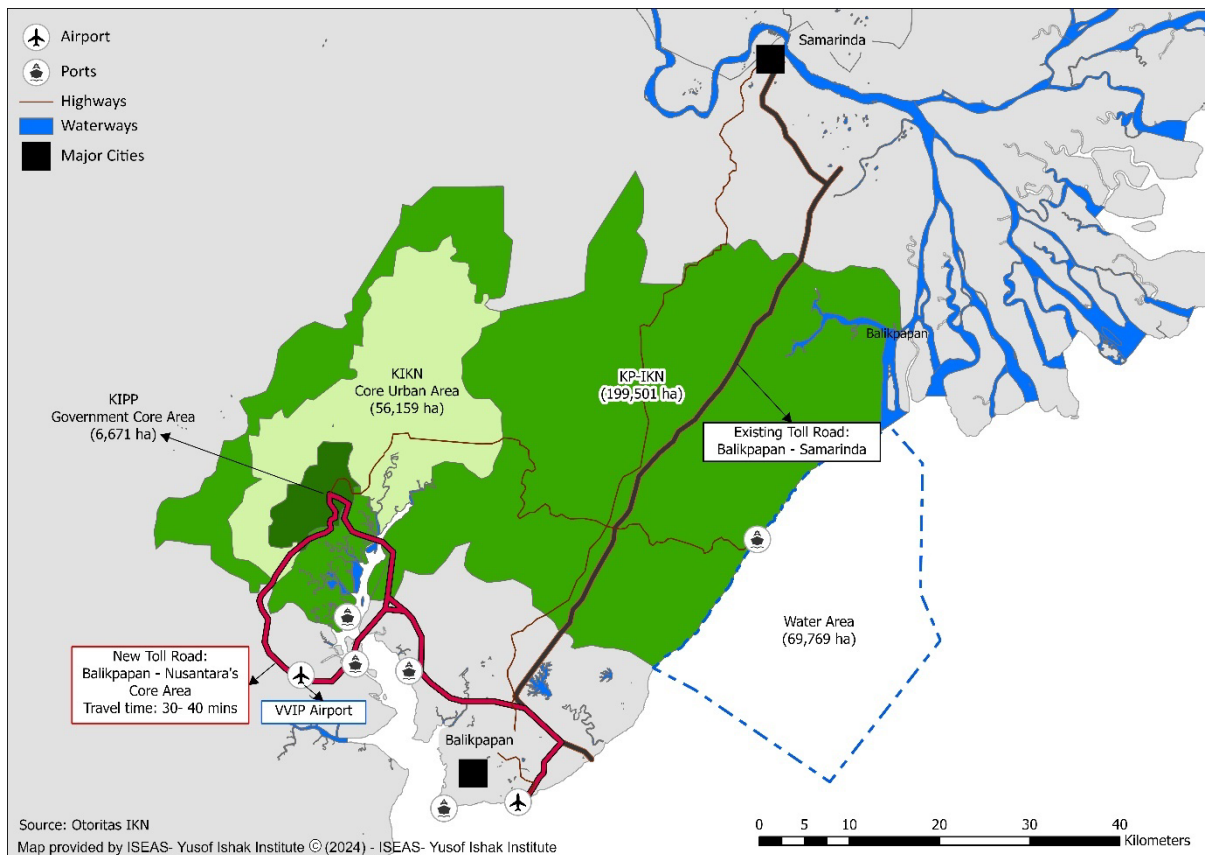 Airport
Ports
Highways
Waterways
Major Cities
Samarinda
Balikpapan
KIKN
Core Urban Area
(56,159 ha)
KP-IKN
(199,501 ha)
KIPP
Government Core Area
(6,671 ha)
Existing Toll Road:
Balikpapan - Samarinda
Water Area
(69,769 ha)
New Toll Road:
Balikpapan - Nusantara's
Core Area
Travel time: 30- 40 mins
VVIP Airport
Balikpapan
Source: Otoritas IKN
Map provided by ISEAS- Yusof Ishak Institute © (2024) - ISEAS- Yusof Ishak Institute
0 5 10 20 30 40
Kilometers